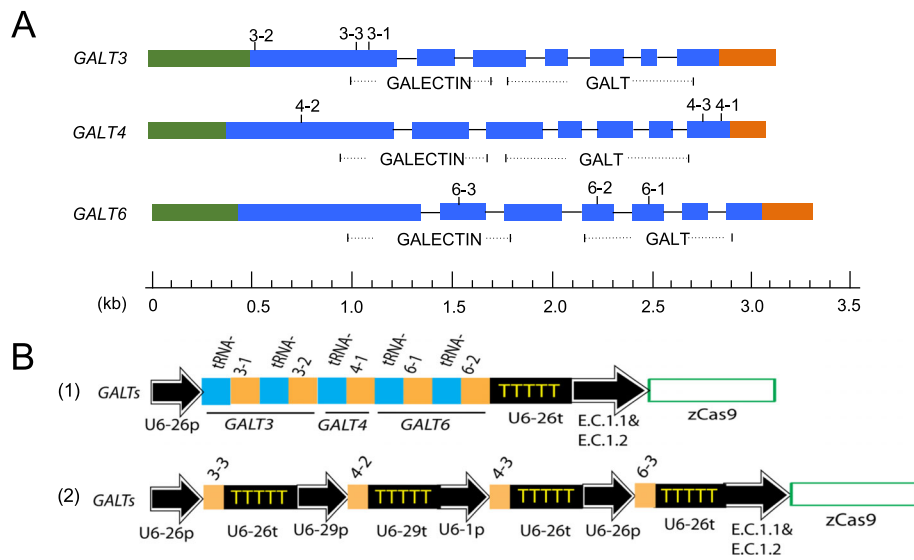 A
3-2 3-3 3-1
GALT3
GALECTIN GALT
4-2 4-3 4-1
GALT4
GALECTIN GALT
6-3 6-2 6-1
GALT6
GALECTIN GALT
(kb) 0 0.5 1.0 1.5 2.0 2.5 3.0 3.5
B
tRNA- 3-1 tRNA- 3-2 tRNA- 4-1 tRNA- 6-1 tRNA- 6-2
(1) GALTs TTTTT
U6-26p GALT3 GALT4 GALT6 U6-26t E.C.1.1& zCas9
E.C.1.2
3-3 4-2 4-3 6-3
(2) GALTs TTTTT TTTTT TTTTT TTTTT
U6-26p U6-26t U6-29p U6-29t U6-1p U6-26t U6-26p U6-26t E.C.1.1& zCas9
E.C.1.2